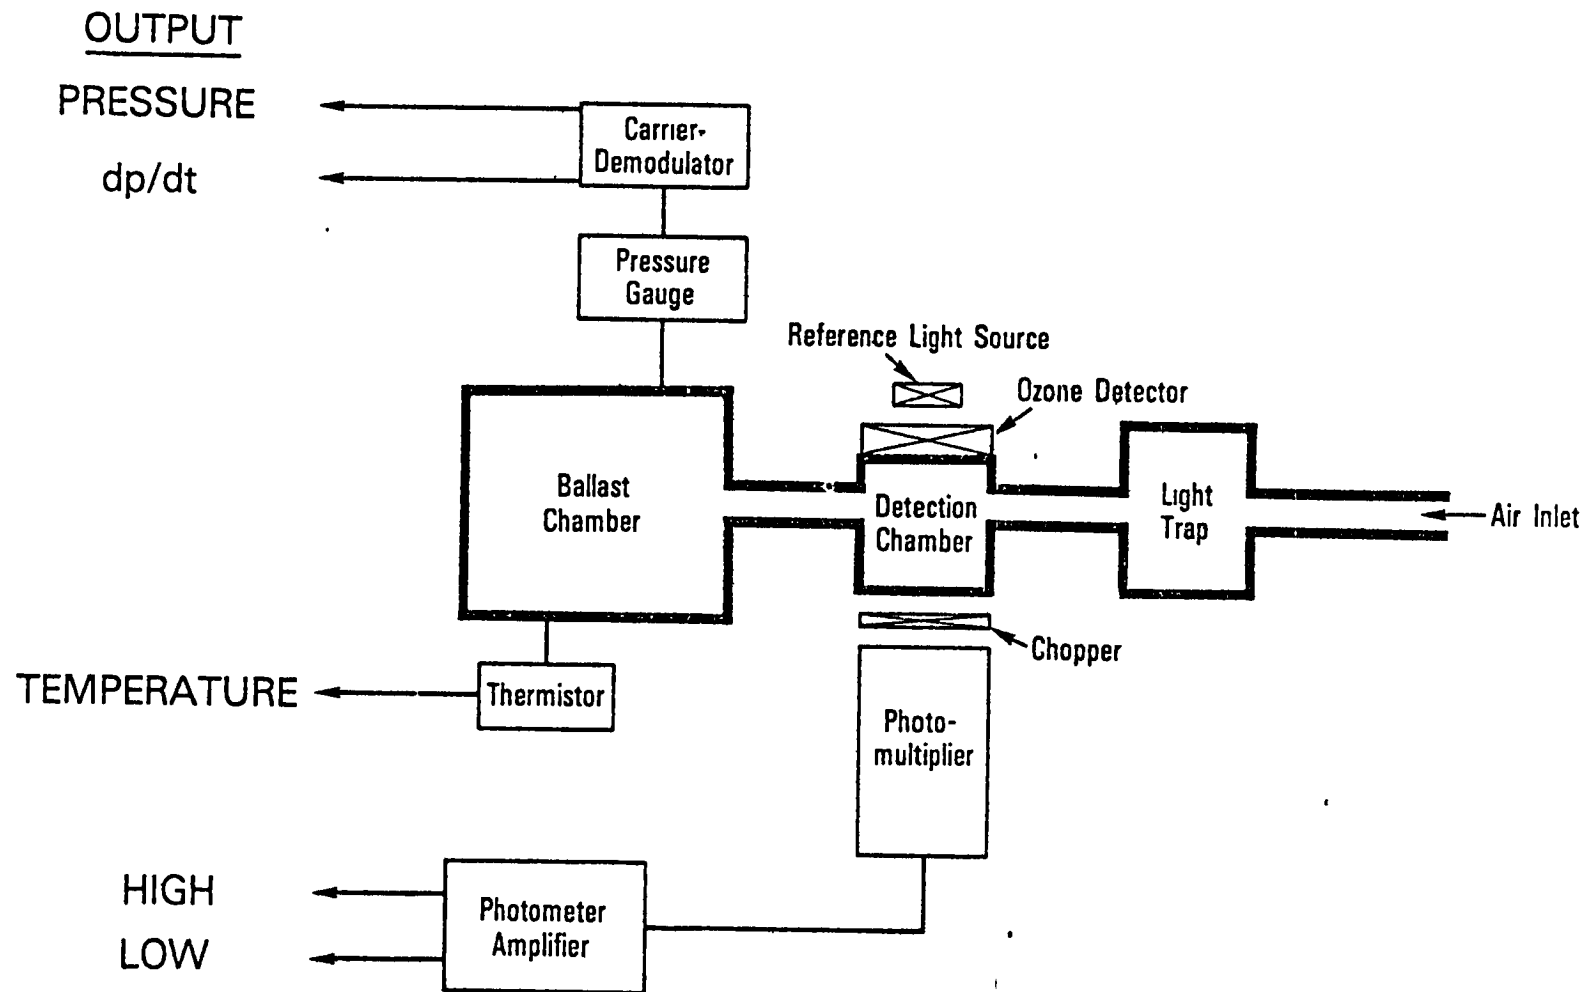 OUTPUT
PRESSURE
dp/dt
Carrier-
Demodulator
Pressure
Gauge
Reference Light Source
Ozone Detector
Ballast
Chamber
Detection
Chamber
Light
Trap
Air Inlet
Chopper
TEMPERATURE
Thermistor
Photo-
multiplier
HIGH
LOW
Photometer
Amplifier